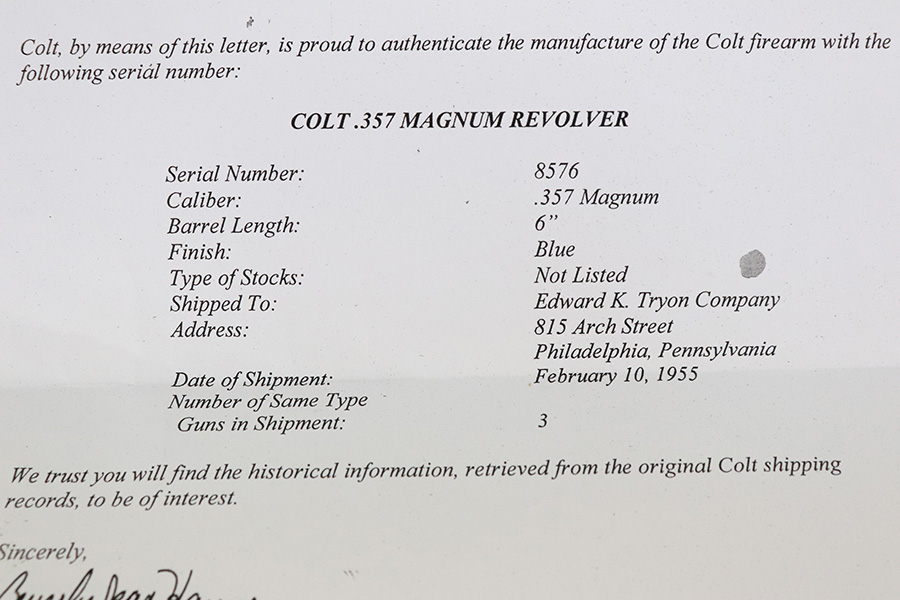 Colt, by means of this letter, is proud to authenticate the manufacture of the Colt firearm with the
following serial number:
COLT .357 MAGNUM REVOLVER
Serial Number: 8576
Caliber: .357 Magnum
Barrel Length: 6”
Finish: Blue
Type of Stocks: Not Listed
Shipped To: Edward K. Tryon Company
Address: 815 Arch Street
Philadelphia, Pennsylvania
Date of Shipment: February 10, 1955
Number of Same Type
Guns in Shipment: 3
We trust you will find the historical information, retrieved from the original Colt shipping
records, to be of interest.
Sincerely,
Beverly Jean